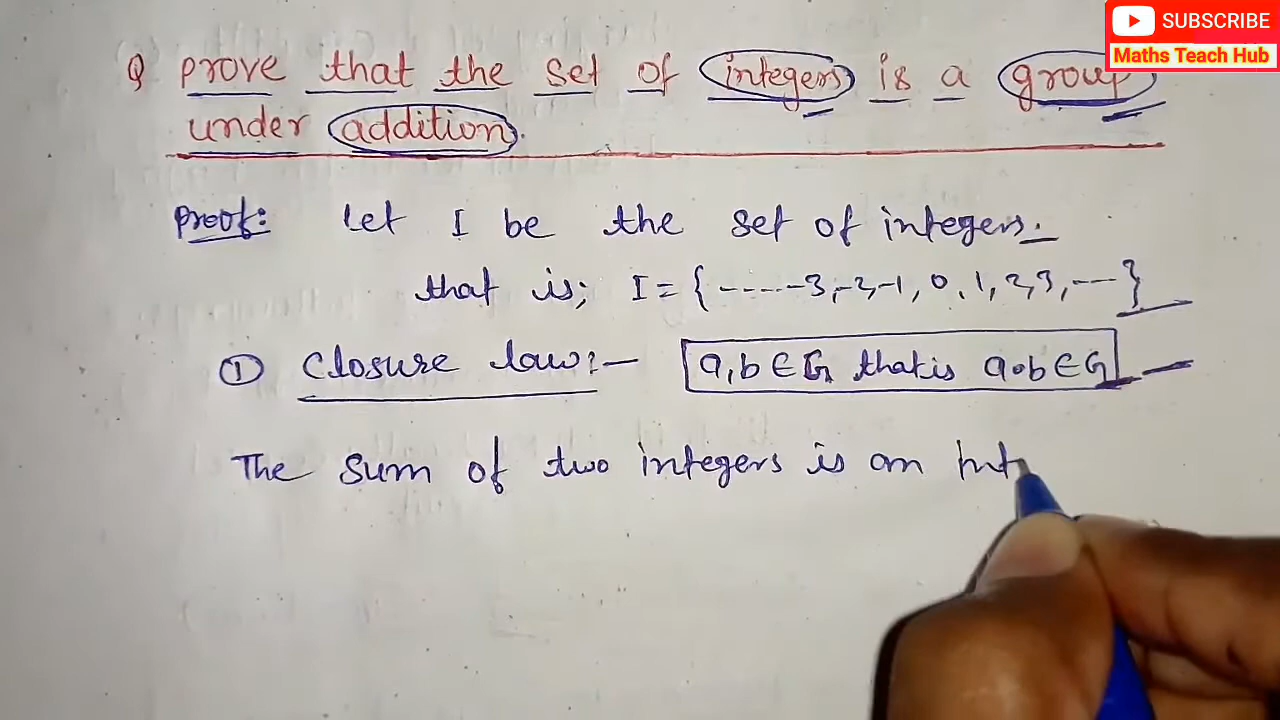 SUBSCRIBE
Maths Teach Hub
Q prove that the set of integers is a group
under addition.
Proof: Let I be the set of integers.
that is; I = { -----3,-2,-1, 0, 1, 2, 3, ---- }
① Closure law:- a,b ∈ G that is a∘b ∈ G
The sum of two integers is an int